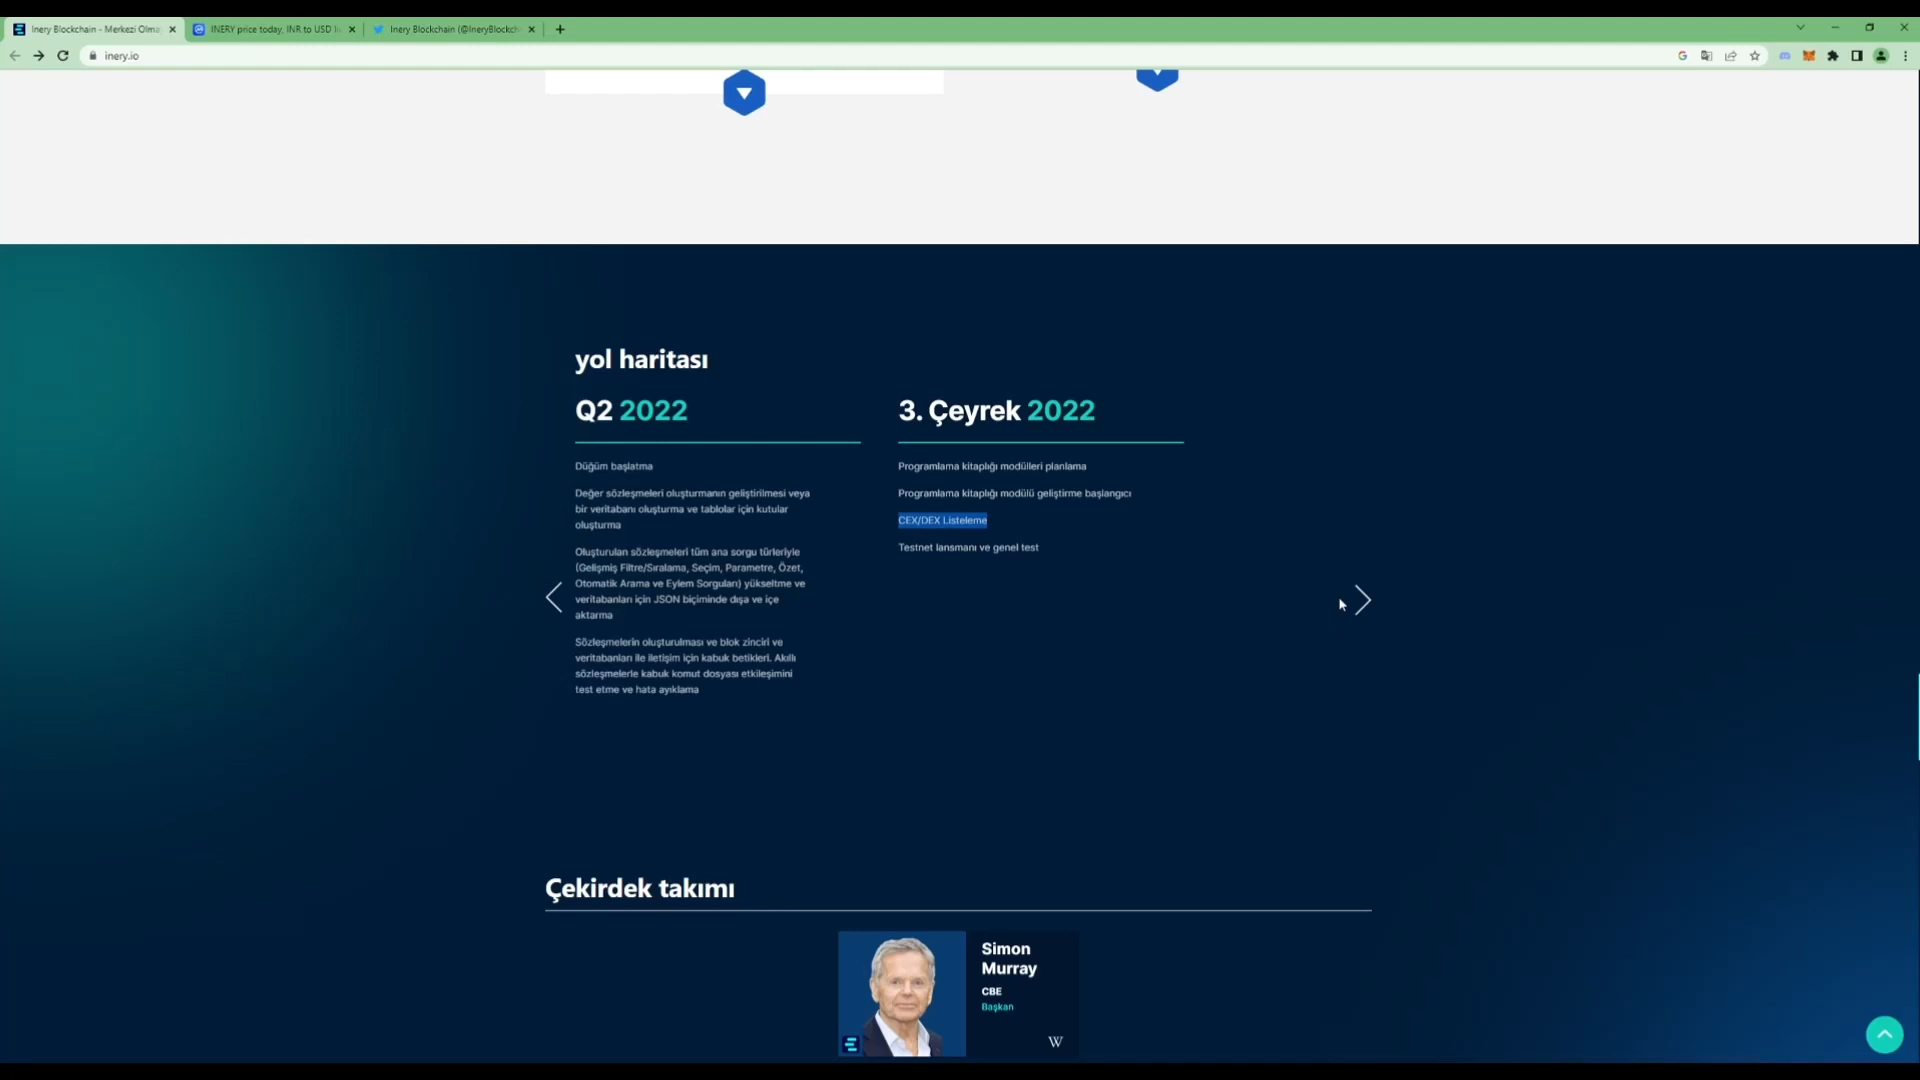 Inery Blockchain - Merkezi Olma
INERY price today, INR to USD li
Inery Blockchain (@IneryBlockch
inery.io
yol haritası
Q2 2022
Düğüm başlatma
Değer sözleşmeleri oluşturmanın geliştirilmesi veya
bir veritabanı oluşturma ve tablolar için kutular
oluşturma
Oluşturulan sözleşmeleri tüm ana sorgu türleriyle
(Gelişmiş Filtre/Sıralama, Seçim, Parametre, Özet,
Otomatik Arama ve Eylem Sorguları) yükseltme ve
veritabanları için JSON biçiminde dışa ve içe
aktarma
Sözleşmelerin oluşturulması ve blok zinciri ve
veritabanları ile iletişim için kabuk betikleri. Akıllı
sözleşmelerle kabuk komut dosyası etkileşimini
test etme ve hata ayıklama
3. Çeyrek 2022
Programlama kitaplığı modülleri planlama
Programlama kitaplığı modülü geliştirme başlangıcı
CEX/DEX Listeleme
Testnet lansmanı ve genel test
Çekirdek takımı
Simon
Murray
CBE
Başkan
W